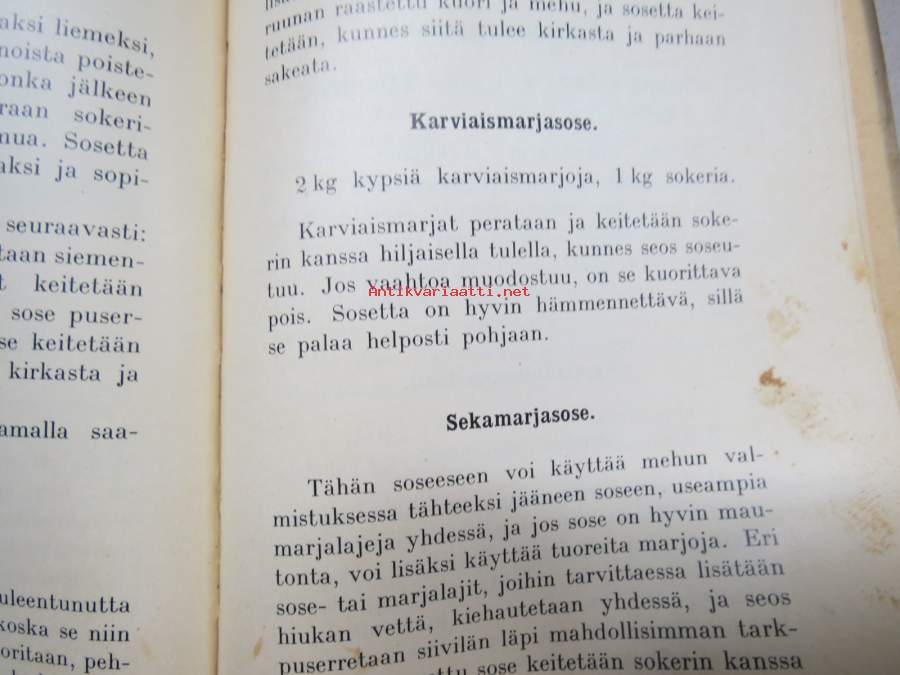 aksi liemeksi,
noista poiste-
onka jälkeen
raan sokeri-
nua. Sosetta
aksi ja sopi-
seuraavasti:
taan siemen-
t keitetään
sose puser-
se keitetään
kirkasta ja
amalla saa-
uleentunutta
koska se niin
oritaan, peh-
ruunan raastettu kuori ja mehu, ja sosetta kei-
tetään, kunnes siitä tulee kirkasta ja parhaan
sakeata.
Karviaismarjasose.
2 kg kypsiä karviaismarjoja, 1 kg sokeria.
Karviaismarjat perataan ja keitetään soke-
rin kanssa hiljaisella tulella, kunnes seos soseu-
tuu. Jos vaahtoa muodostuu, on se kuorittava
Antikvariaatti.net
pois. Sosetta on hyvin hämmennettävä, sillä
se palaa helposti pohjaan.
Sekamarjasose.
Tähän soseeseen voi käyttää mehun val-
mistuksessa tähteeksi jääneen soseen, useampia
marjalajeja yhdessä, ja jos sose on hyvin mau-
tonta, voi lisäksi käyttää tuoreita marjoja. Eri
sose- tai marjalajit, joihin tarvittaessa lisätään
hiukan vettä, kiehautetaan yhdessä, ja seos
puserretaan siivilän läpi mahdollisimman tark-
sose keitetään sokerin kanssa